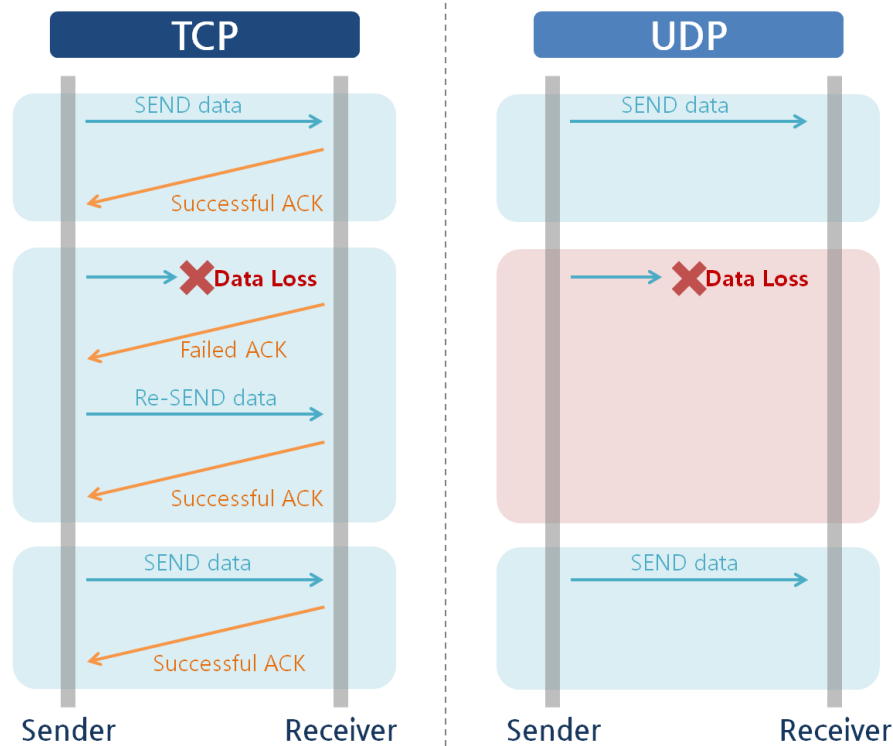 TCP
SEND data
Successful ACK
Data Loss
Failed ACK
Re-SEND data
Successful ACK
SEND data
Successful ACK
Sender
Receiver
UDP
SEND data
Data Loss
SEND data
Sender
Receiver